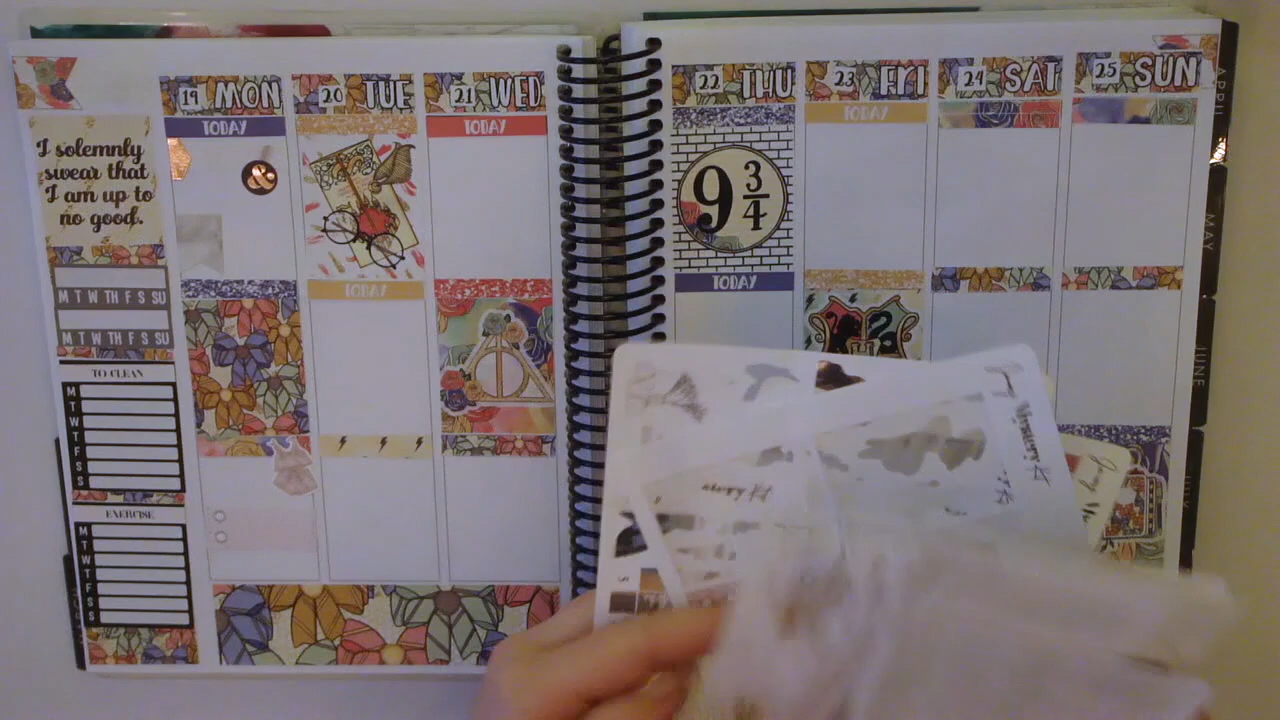 19 MON
20 TUE
21 WED
22 THU
23 FRI
24 SAT
25 SUN
TODAY
TODAY
TODAY
I solemnly
swear that
I am up to
no good.
&
9 3/4
TODAY
TODAY
M T W TH F S SU
M T W TH F S SU
TO CLEAN
M
T
W
T
F
S
S
EXERCISE
M
T
W
T
F
S
S
H
Mystery Kit
APRIL
MAY
JUNE